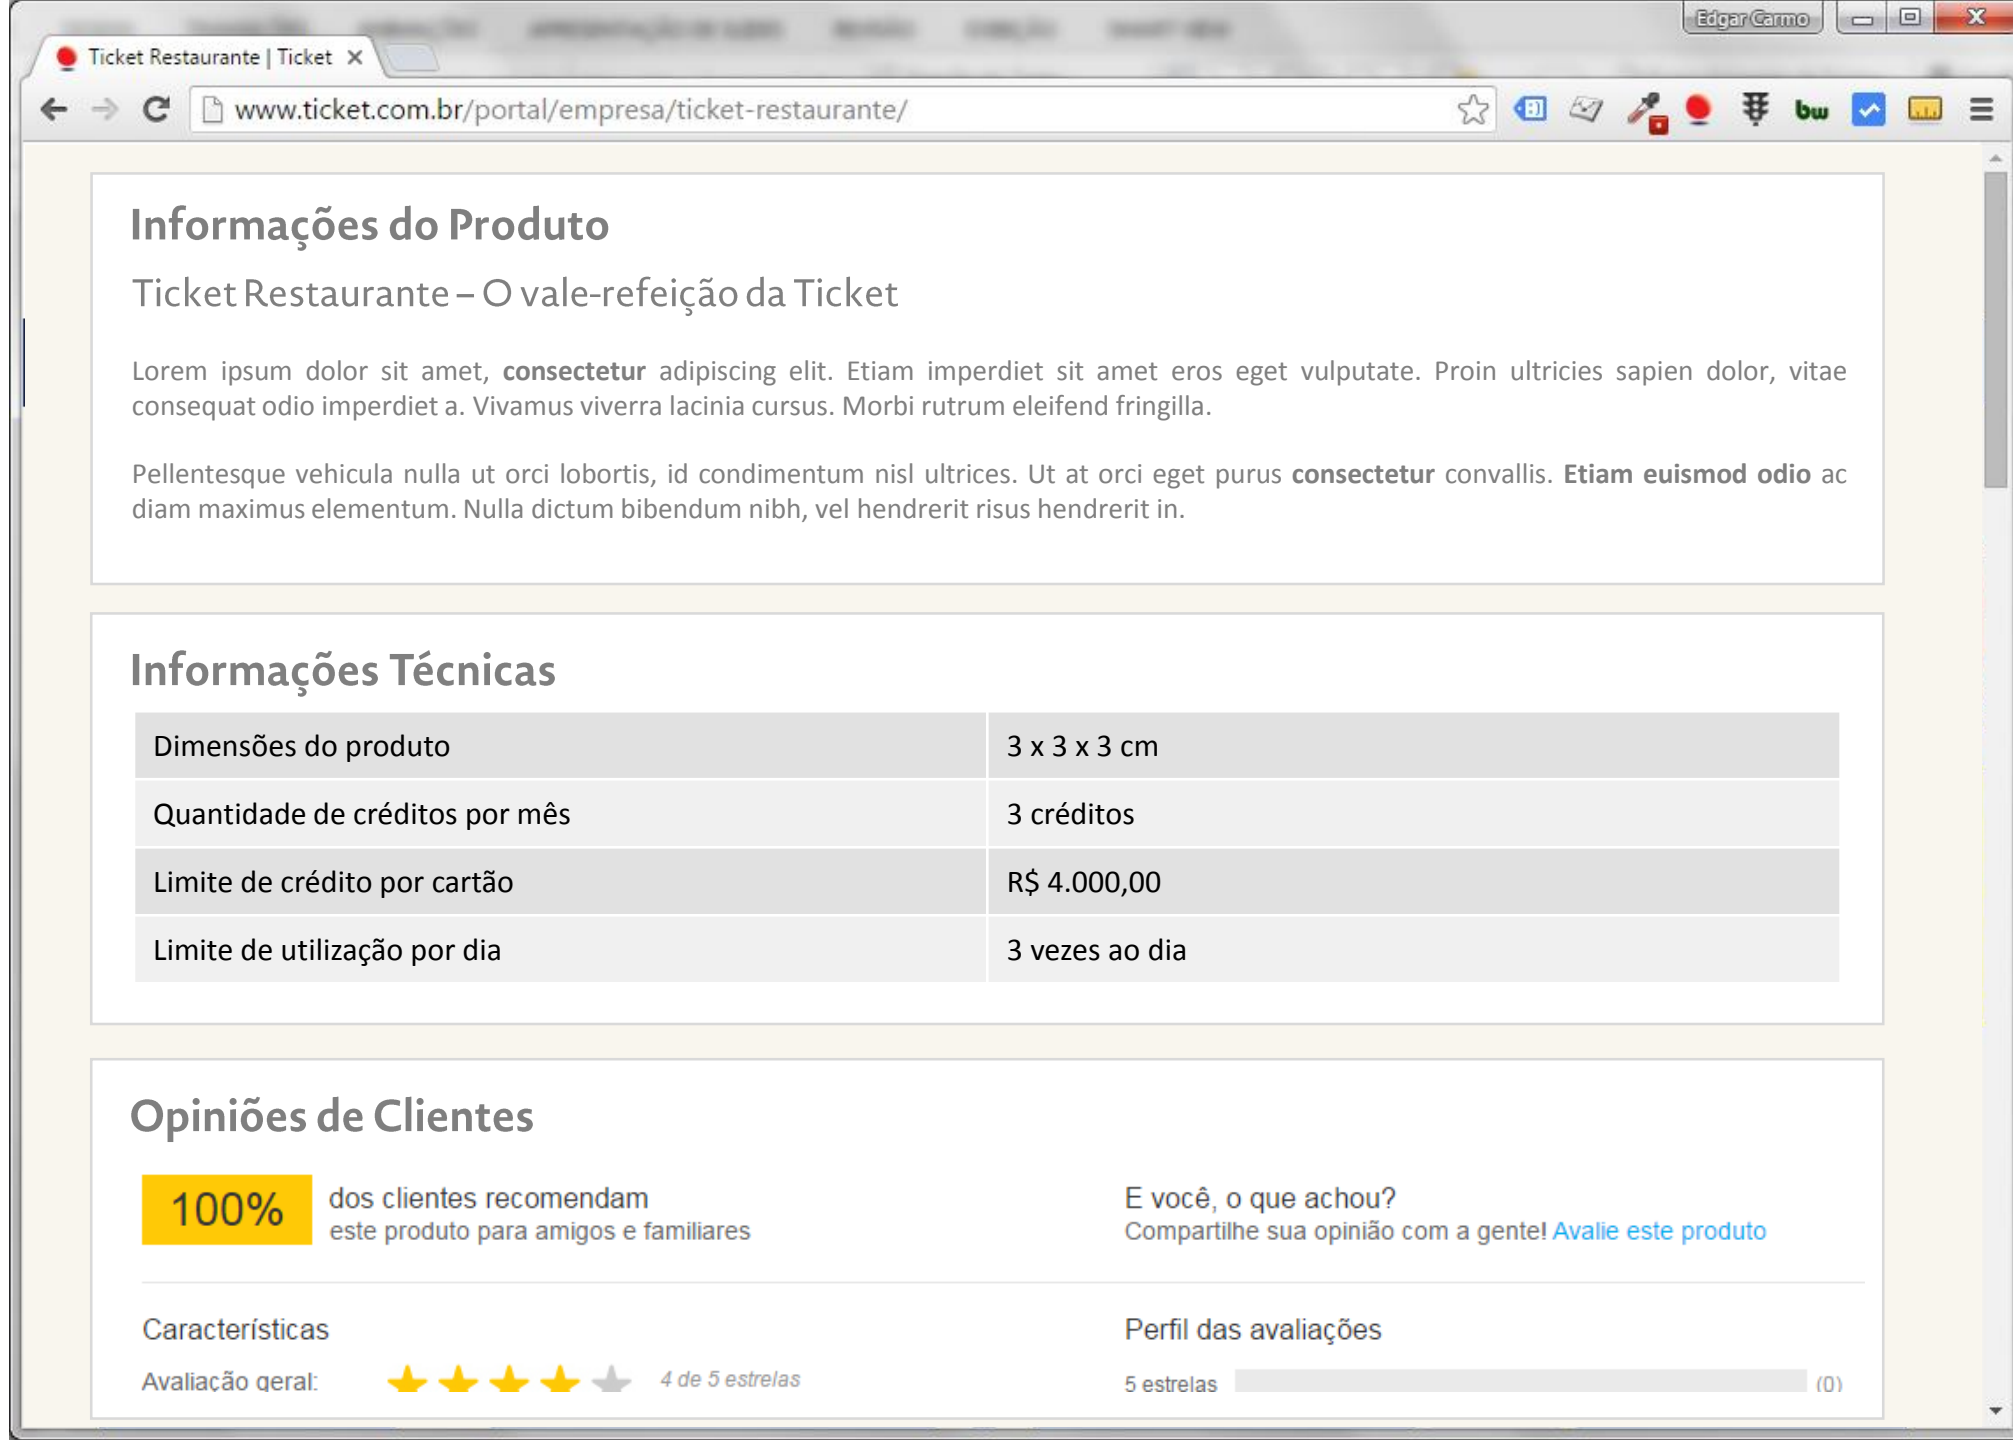 Edgar Carmo
Ticket Restaurante | Ticket
www.ticket.com.br/portal/empresa/ticket-restaurante/
bw
Informações do Produto
Ticket Restaurante – O vale-refeição da Ticket
Lorem ipsum dolor sit amet, consectetur adipiscing elit. Etiam imperdiet sit amet eros eget vulputate. Proin ultricies sapien dolor, vitae
consequat odio imperdiet a. Vivamus viverra lacinia cursus. Morbi rutrum eleifend fringilla.
Pellentesque vehicula nulla ut orci lobortis, id condimentum nisl ultrices. Ut at orci eget purus consectetur convallis. Etiam euismod odio ac
diam maximus elementum. Nulla dictum bibendum nibh, vel hendrerit risus hendrerit in.
Informações Técnicas
Dimensões do produto 3 x 3 x 3 cm
Quantidade de créditos por mês 3 créditos
Limite de crédito por cartão R$ 4.000,00
Limite de utilização por dia 3 vezes ao dia
Opiniões de Clientes
100% dos clientes recomendam
este produto para amigos e familiares
E você, o que achou?
Compartilhe sua opinião com a gente! Avalie este produto
Características
Avaliação geral: 4 de 5 estrelas
Perfil das avaliações
5 estrelas (0)